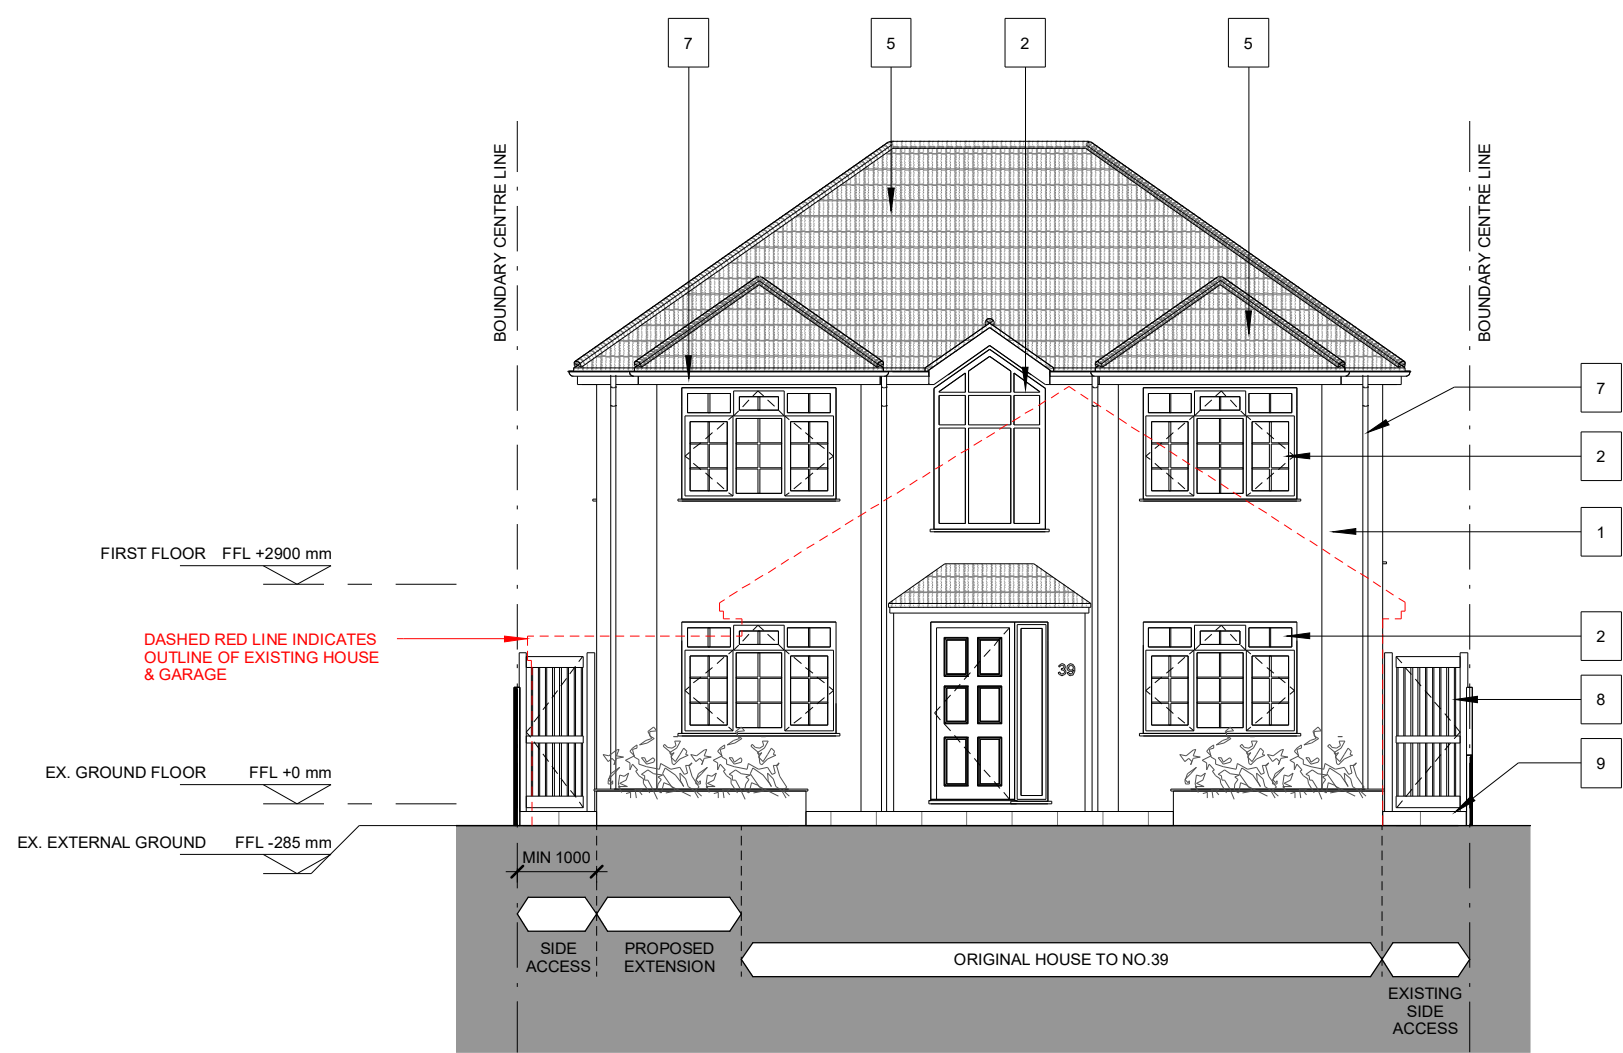 7
5
2
5
BOUNDARY CENTRE LINE
BOUNDARY CENTRE LINE
7
2
1
FIRST FLOOR FFL +2900 mm
DASHED RED LINE INDICATES
OUTLINE OF EXISTING HOUSE
& GARAGE
2
39
8
EX. GROUND FLOOR FFL +0 mm
9
EX. EXTERNAL GROUND FFL -285 mm
MIN 1000
SIDE
ACCESS
PROPOSED
EXTENSION
ORIGINAL HOUSE TO NO.39
EXISTING
SIDE
ACCESS